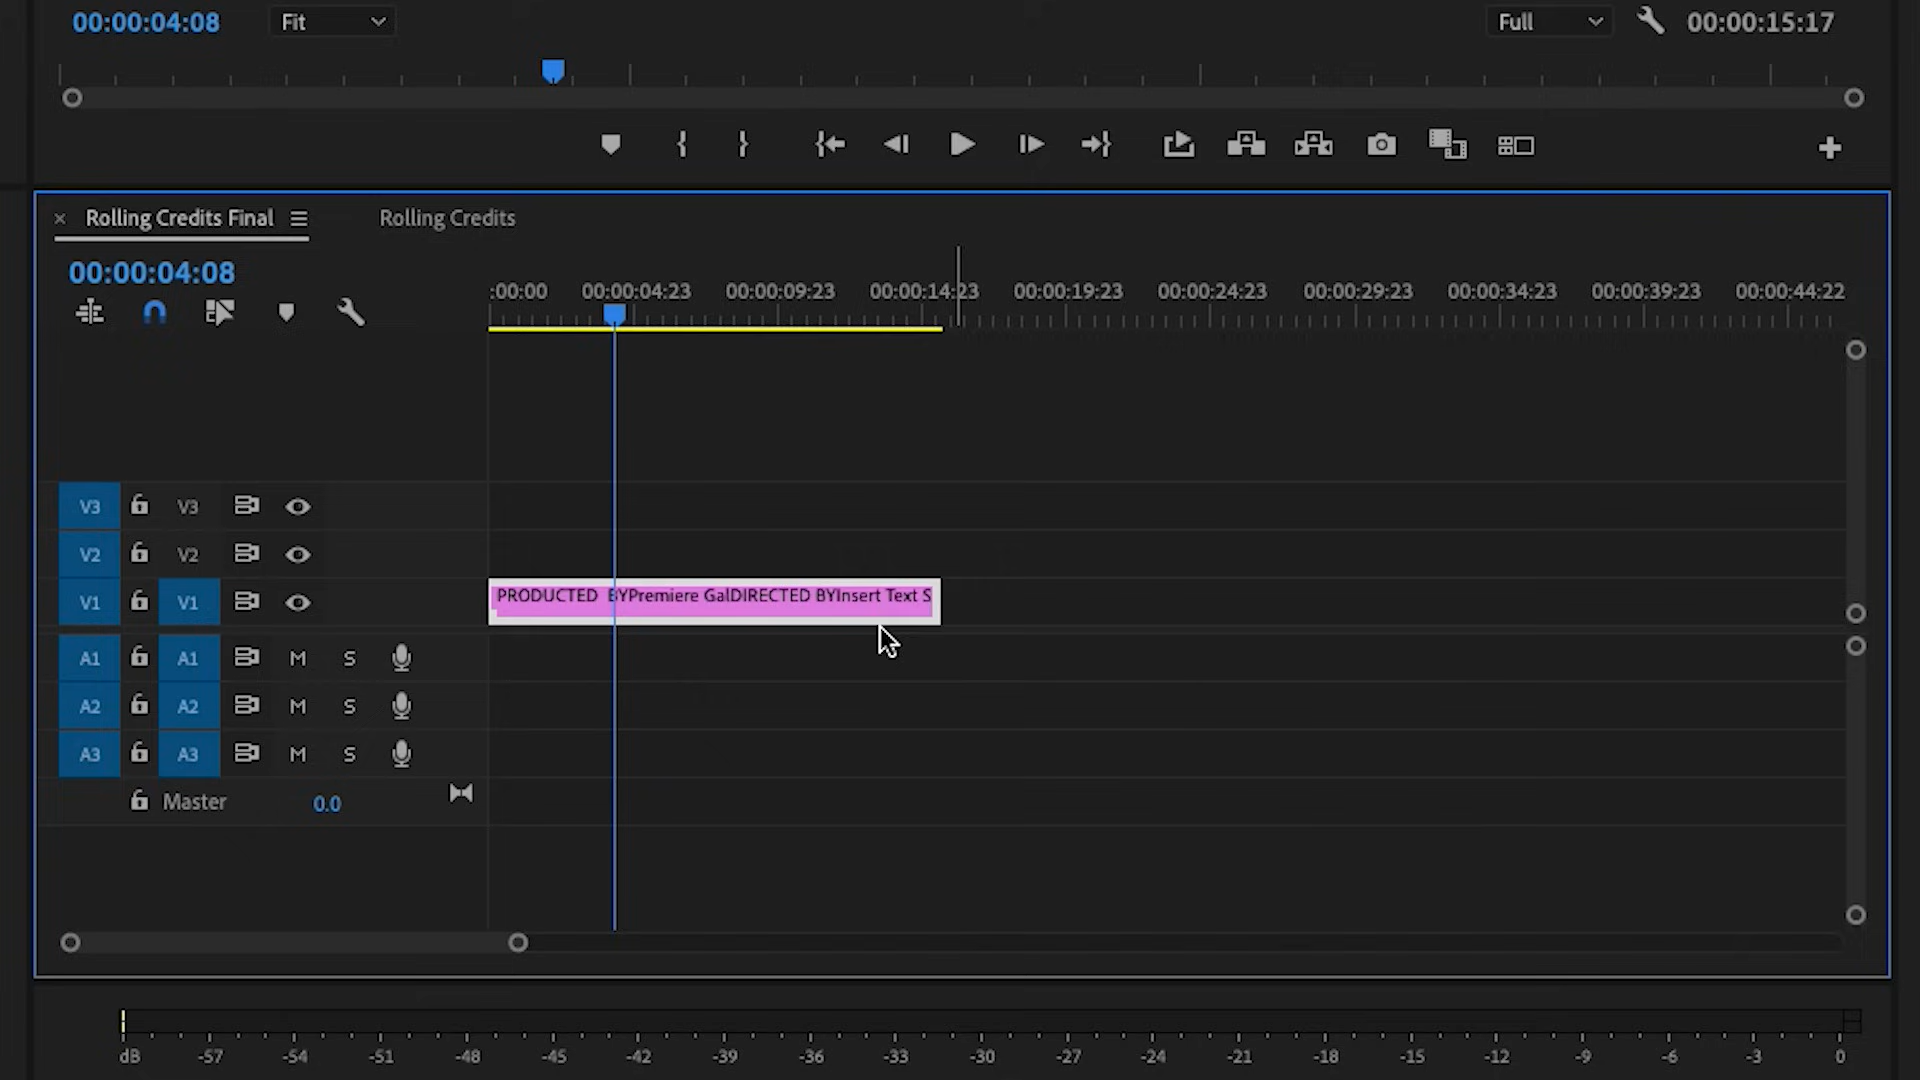 00:00:04:08 Fit Full 00:00:15:17
Rolling Credits Final Rolling Credits
00:00:04:08
:00:00 00:00:04:23 00:00:09:23 00:00:14:23 00:00:19:23 00:00:24:23 00:00:29:23 00:00:34:23 00:00:39:23 00:00:44:22
V3 V3
V2 V2
V1 V1 PRODUCTED BYPremiere GalDIRECTED BYInsert Text S
A1 A1 M S
A2 A2 M S
A3 A3 M S
Master 0.0
dB -57 -54 -51 -48 -45 -42 -39 -36 -33 -30 -27 -24 -21 -18 -15 -12 -9 -6 -3 0